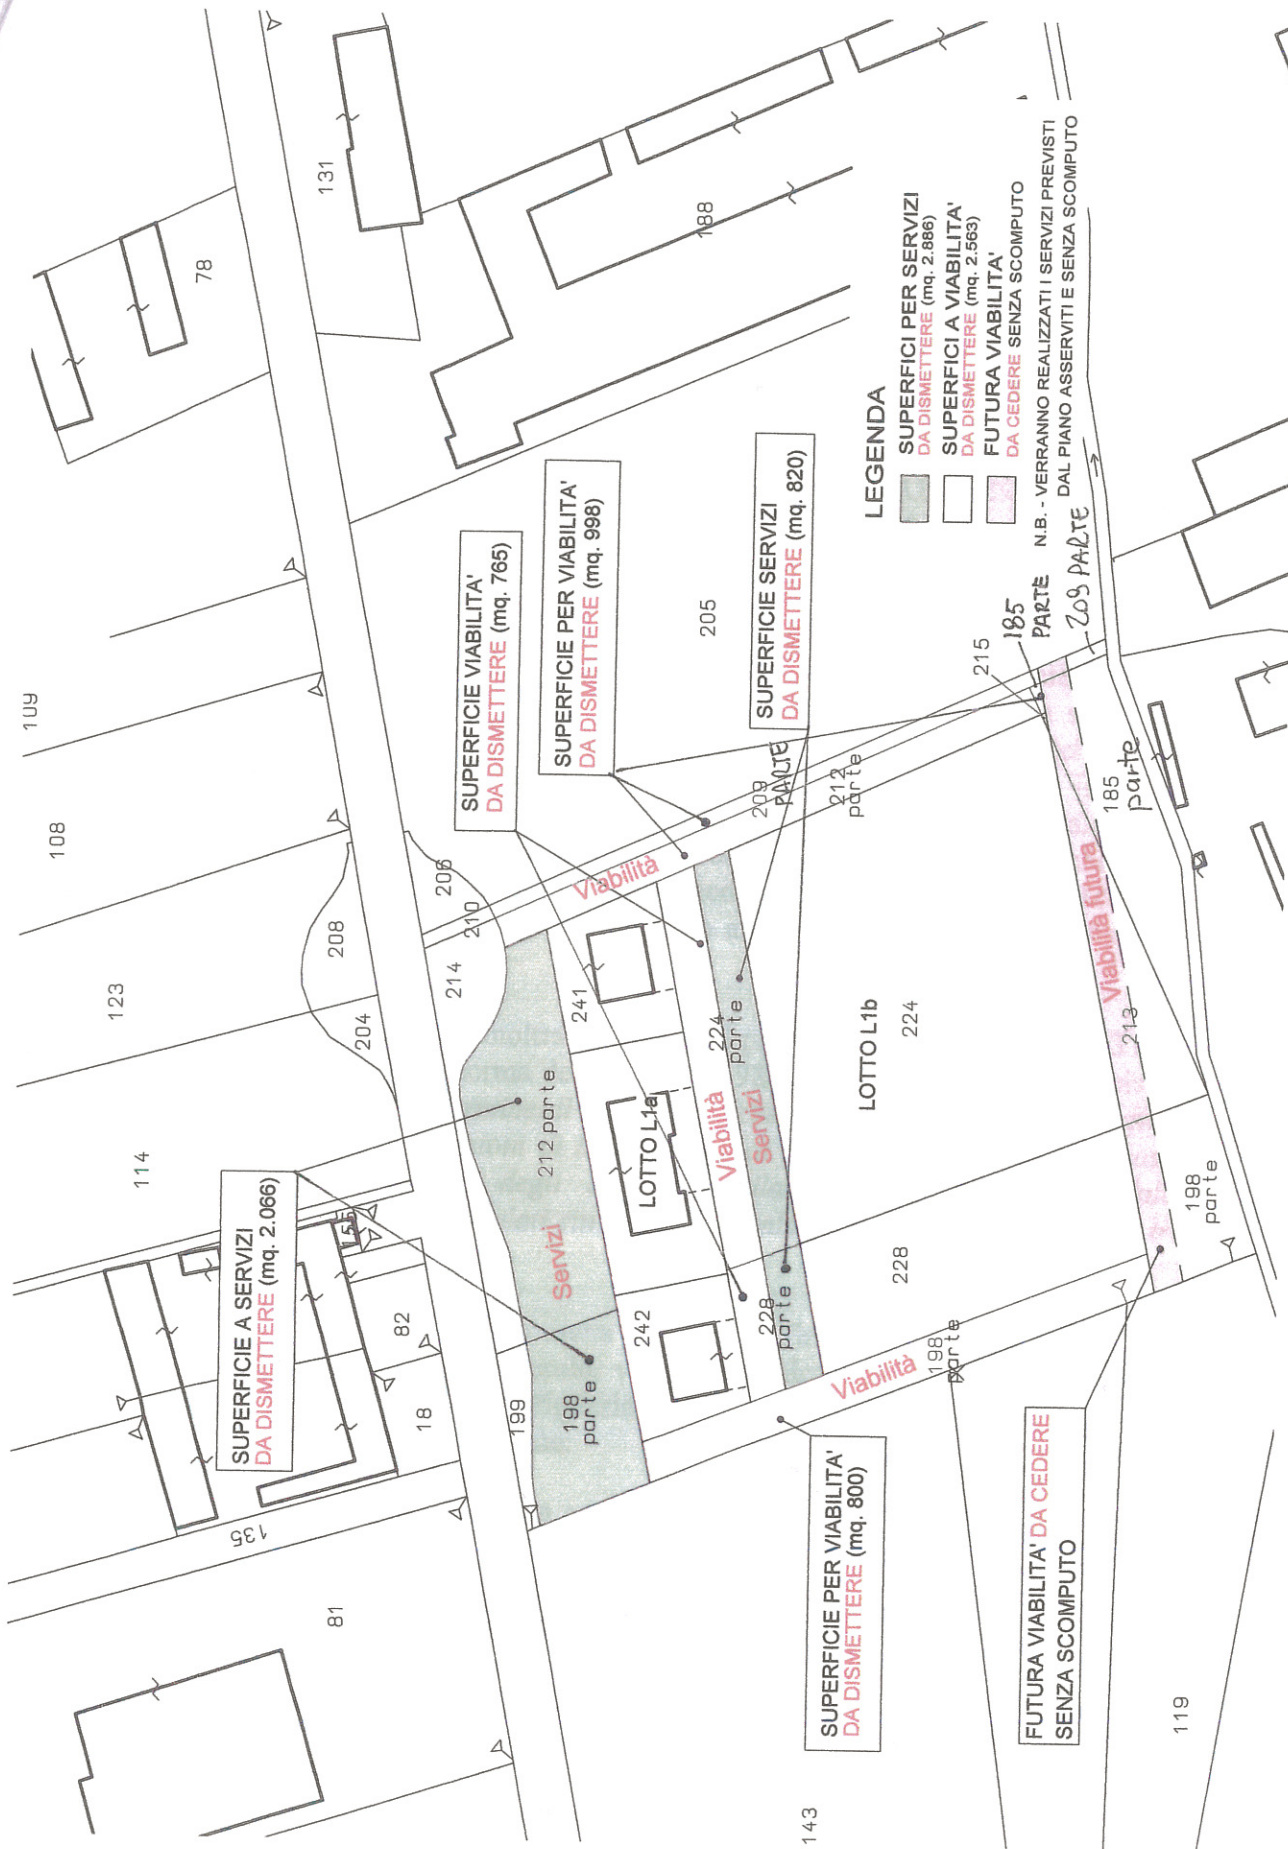 109
108
123
114
78
131
188
208
204
206
210
214
205
135
81
82
18
199
143
119
SUPERFICIE A SERVIZI
DA DISMETTERE (mq. 2.066)
SUPERFICIE VIABILITA'
DA DISMETTERE (mq. 765)
SUPERFICIE PER VIABILITA'
DA DISMETTERE (mq. 998)
SUPERFICIE SERVIZI
DA DISMETTERE (mq. 820)
SUPERFICIE PER VIABILITA'
DA DISMETTERE (mq. 800)
FUTURA VIABILITA' DA CEDERE
SENZA SCOMPUTO
LEGENDA
SUPERFICI PER SERVIZI
DA DISMETTERE (mq. 2.886)
SUPERFICI A VIABILITA'
DA DISMETTERE (mq. 2.563)
FUTURA VIABILITA'
DA CEDERE SENZA SCOMPUTO
N.B. - VERRANNO REALIZZATI I SERVIZI PREVISTI
DAL PIANO ASSERVITI E SENZA SCOMPUTO
Servizi
212 parte
198
parte
241
242
LOTTO L1a
Viabilità
Viabilità
Servizi
224
parte
228
parte
209
PARTE
212
parte
LOTTO L1b
224
228
Viabilità
198
parte
215
185
PARTE
209 PARTE
185
parte
Viabilità futura
213
198
parte